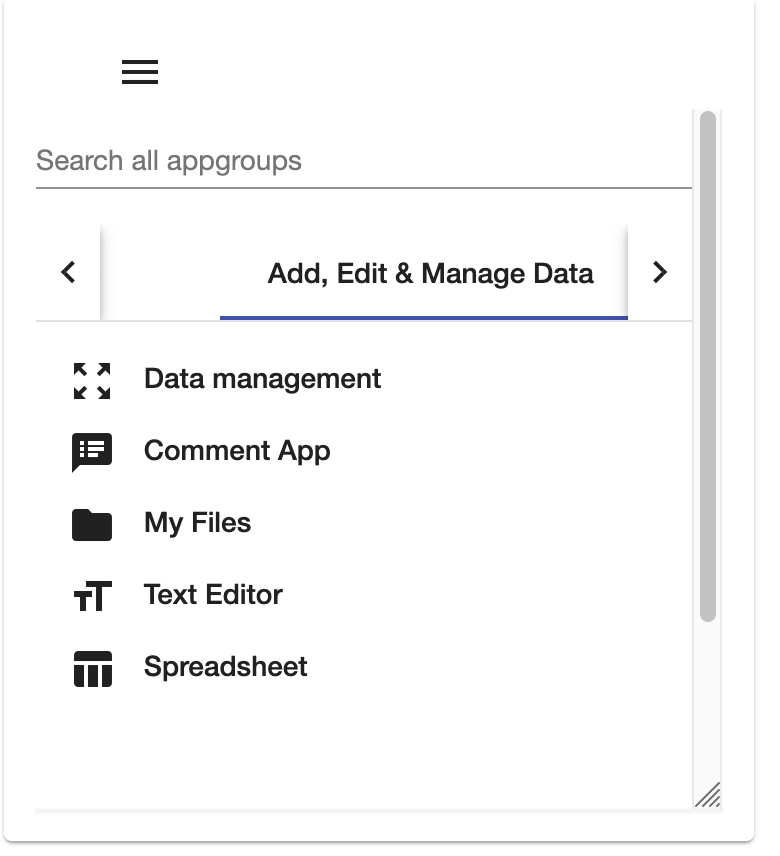 Search all appgroups
Add, Edit & Manage Data
Data management
Comment App
My Files
Text Editor
Spreadsheet